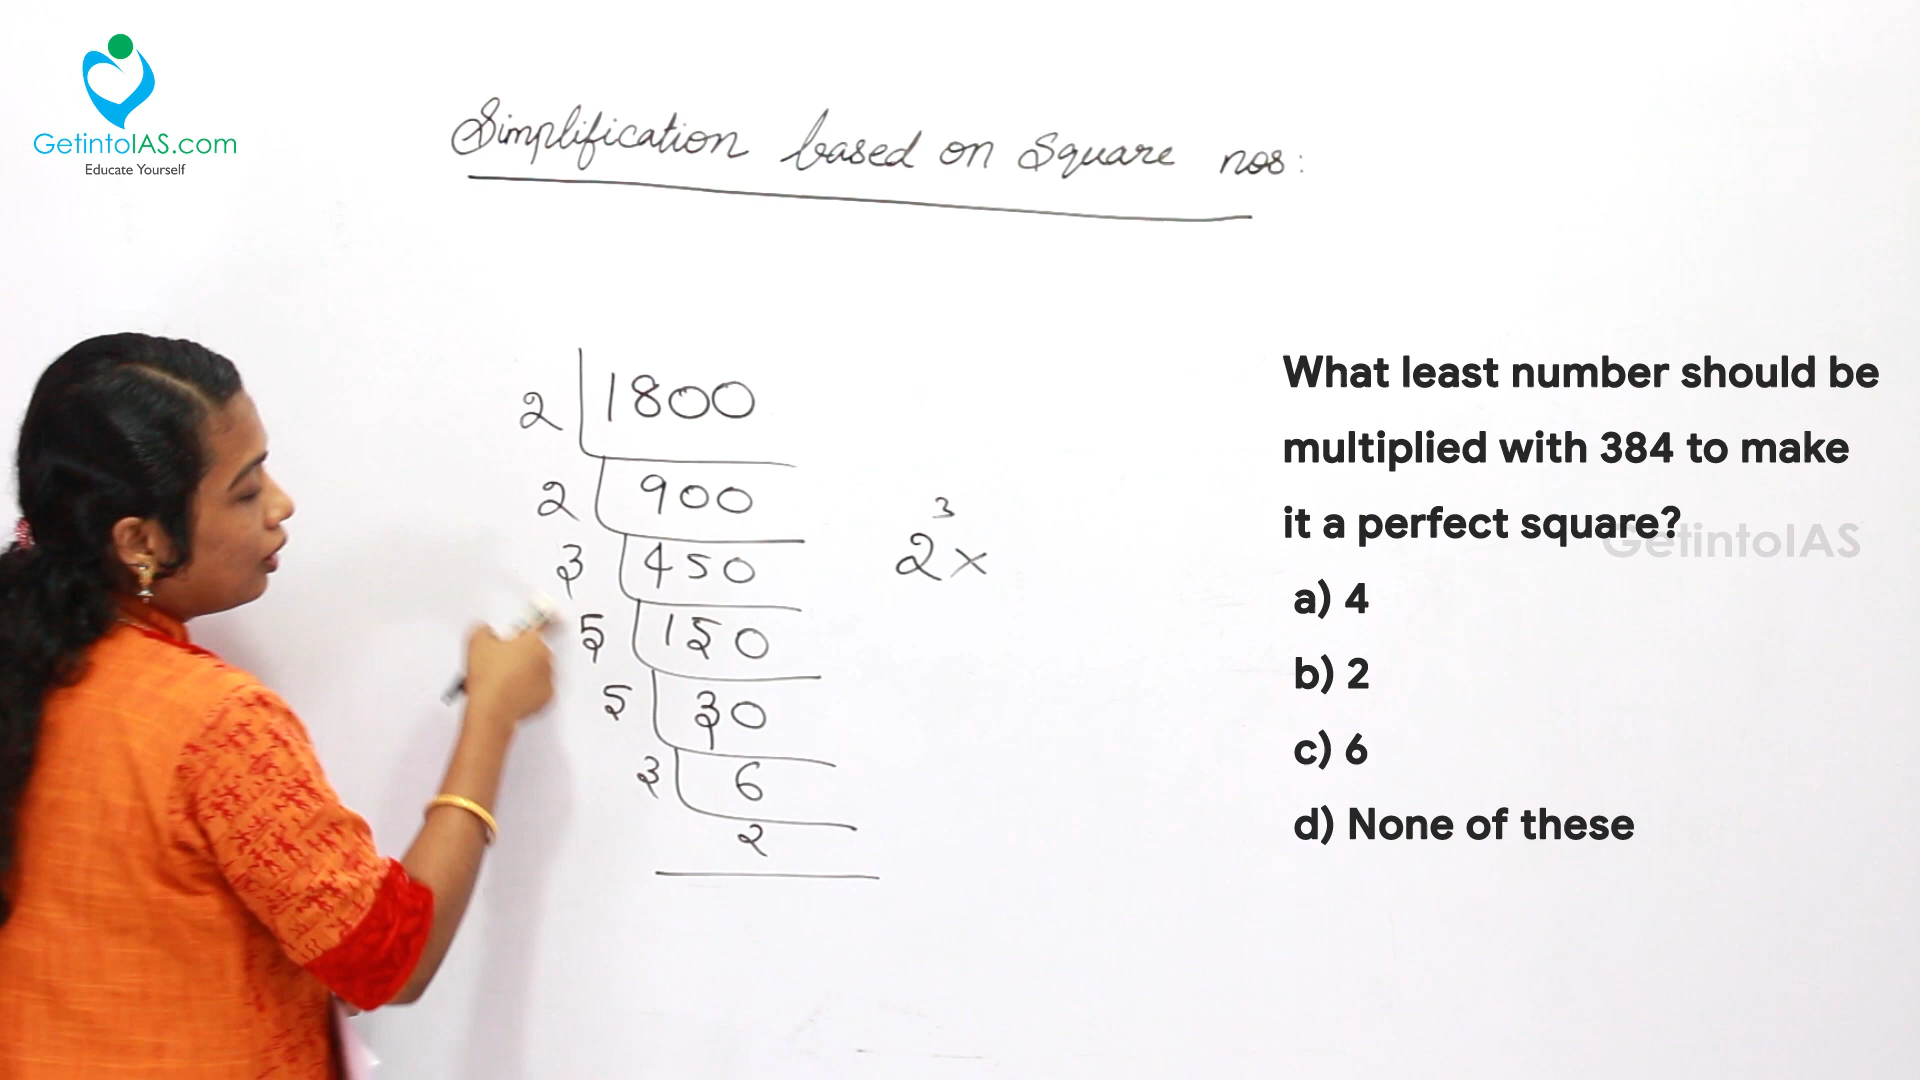 GetintoIAS.com
Educate Yourself
Simplification based on Square nos:
2 1800
2 900
3 450
5 150
5 30
3 6
2
2³ ×
What least number should be
multiplied with 384 to make
it a perfect square?
GetintoIAS
a) 4
b) 2
c) 6
d) None of these